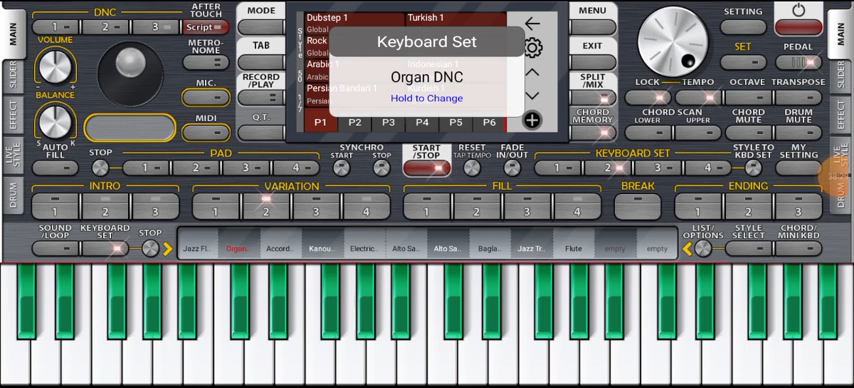 MAIN
SLIDER
EFFECT
LIVE STYLE
DRUM
DNC
1 2 3
AFTER TOUCH
Script
VOLUME
- +
BALANCE
S K
METRO-NOME
MIC.
MIDI
MODE
TAB
RECORD /PLAY
O.T.
Dubstep 1 Turkish 1
Global
Rock
Global
Arabic 1 Indonesian 1
Arabic
Persian Bandari 1 Kurdish 1
Persian
Keyboard Set
Organ DNC
Hold to Change
P1 P2 P3 P4 P5 P6
MENU
EXIT
SPLIT /MIX
CHORD MEMORY
SETTING
SET
PEDAL
LOCK TEMPO OCTAVE TRANSPOSE
CHORD SCAN
LOWER UPPER
CHORD MUTE
DRUM MUTE
MAIN
SLIDER
EFFECT
LIVE STYLE
DRUM
AUTO FILL
STOP
PAD
1 2 3 4
SYNCHRO
START STOP
START /STOP
RESET
TAP TEMPO
FADE IN/OUT
KEYBOARD SET
1 2 3 4
STYLE TO KBD SET
MY SETTING
INTRO
1 2
VARIATION
1 2 3 4
FILL
1 2 3 4
BREAK
ENDING
1 2 3
SOUND /LOOP
KEYBOARD SET
STOP
Jazz Fl.. Organ.. Accord.. Kanou.. Electric.. Alto Sa.. Alto Sa.. Bagla.. Jazz Tr.. Flute empty empty
LIST/ OPTIONS
STYLE SELECT
CHORD/ MINI KBD